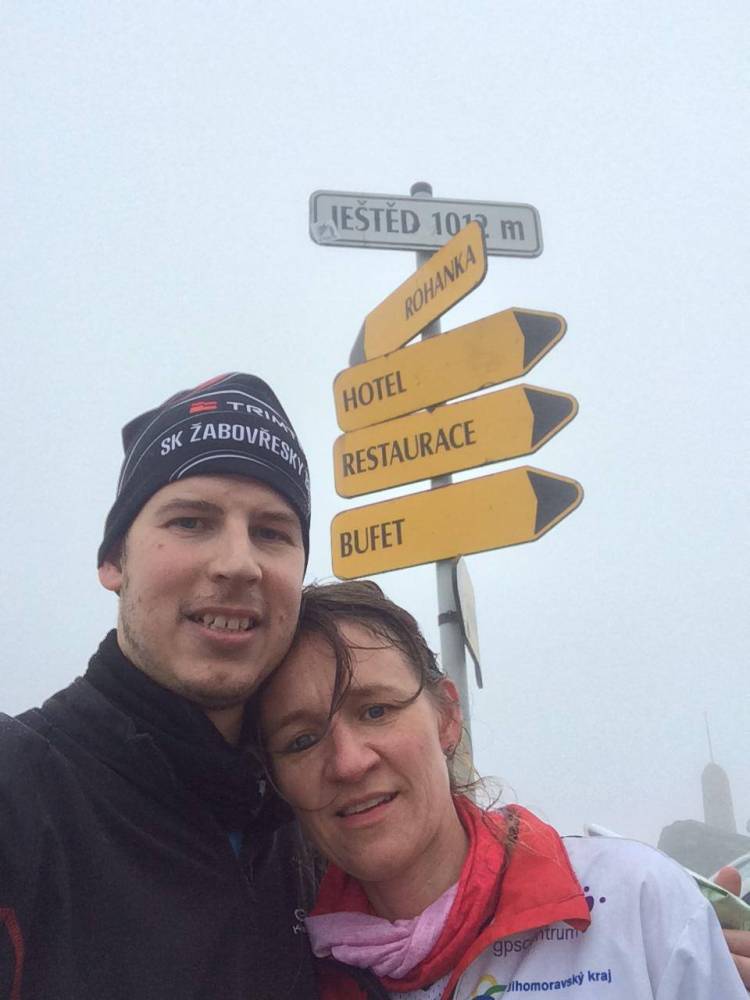 JEŠTĚD 1012 m
ROHANKA
HOTEL
RESTAURACE
BUFET
SK ŽABOVŘESKY
gpscentrum
jihomoravský kraj